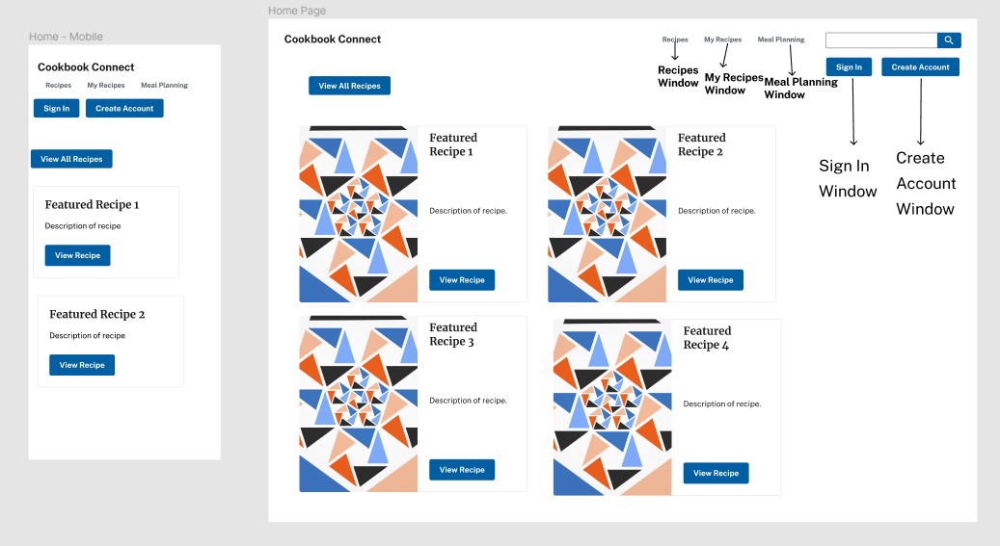 Home - Mobile
Cookbook Connect
Recipes My Recipes Meal Planning
Sign In Create Account
View All Recipes
Featured Recipe 1
Description of recipe
View Recipe
Featured Recipe 2
Description of recipe
View Recipe
Home Page
Cookbook Connect
Recipes My Recipes Meal Planning
Sign In Create Account
Recipes
Window
My Recipes
Window
Meal Planning
Window
Sign In
Window
Create
Account
Window
View All Recipes
Featured
Recipe 1
Description of recipe.
View Recipe
Featured
Recipe 2
Description of recipe.
View Recipe
Featured
Recipe 3
Description of recipe.
View Recipe
Featured
Recipe 4
Description of recipe.
View Recipe